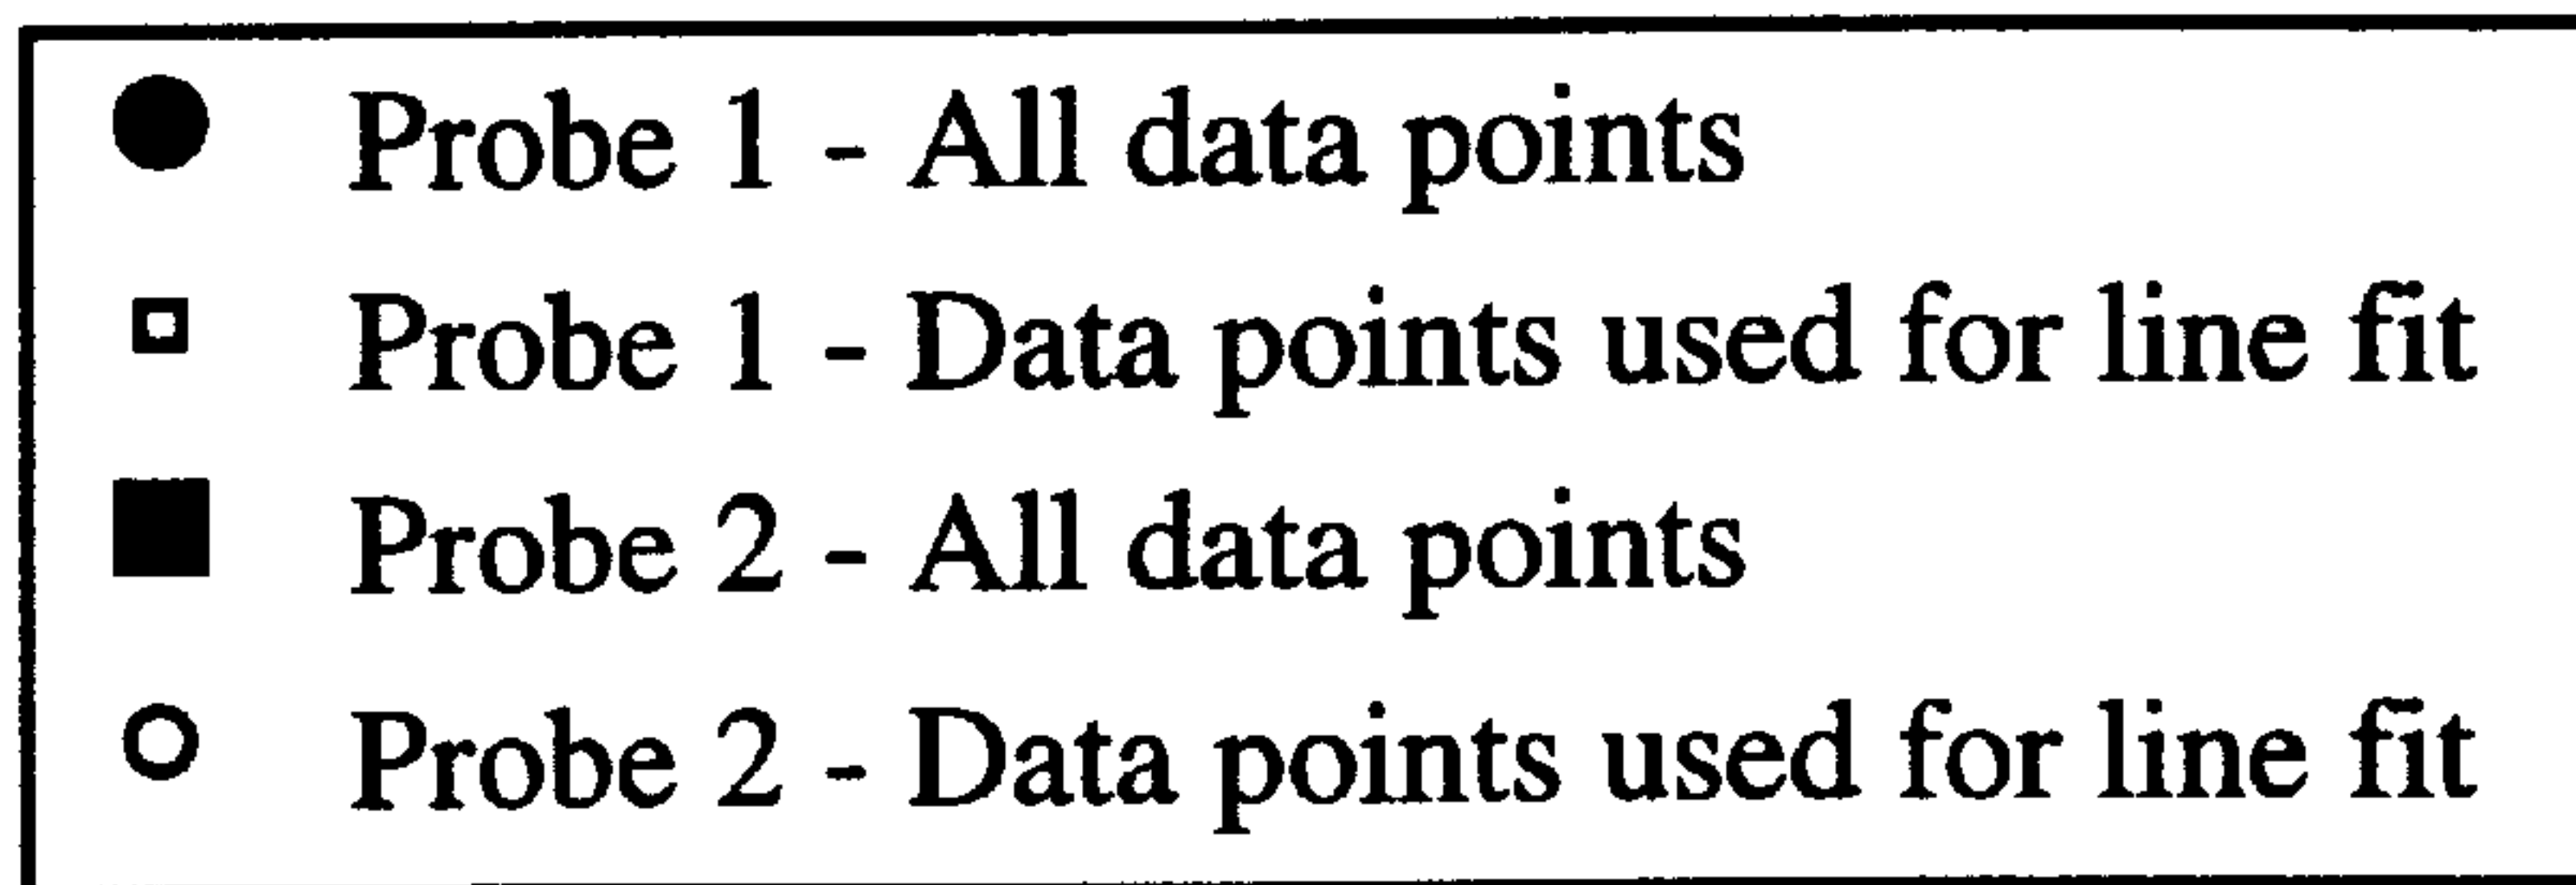 Probe 1 - All data points
Probe 1 - Data points used for line fit
Probe 2 - All data points
Probe 2 - Data points used for line fit